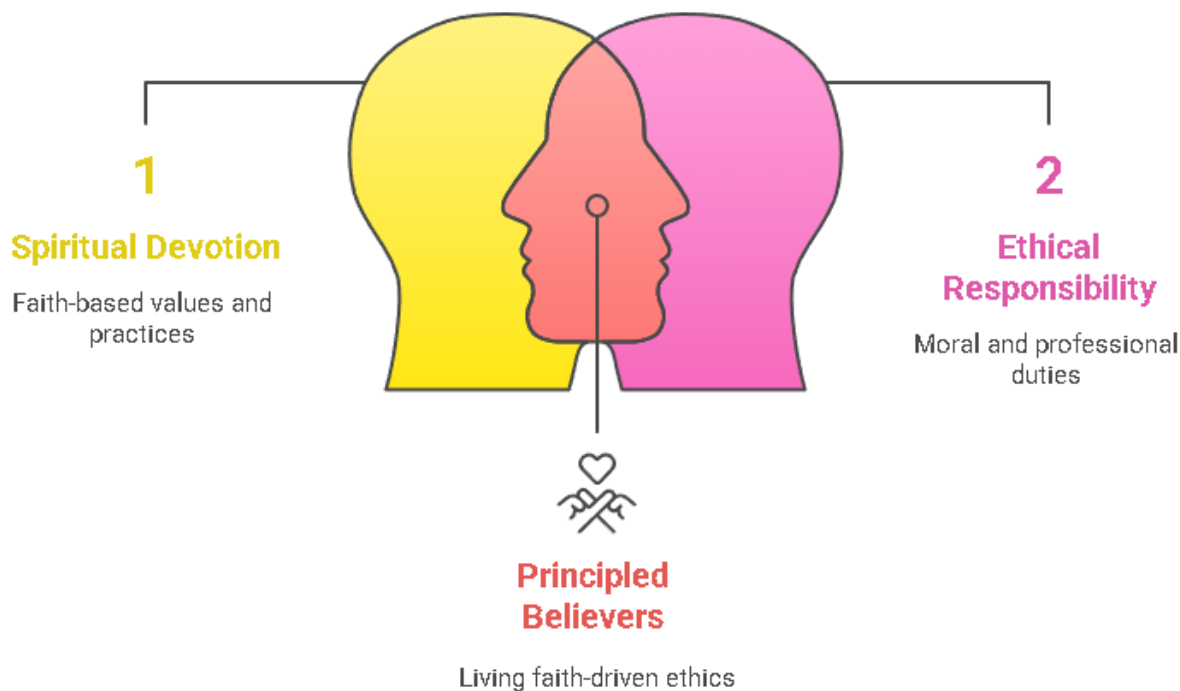 1
Spiritual Devotion
Faith-based values and
practices
2
Ethical
Responsibility
Moral and professional
duties
Principled
Believers
Living faith-driven ethics